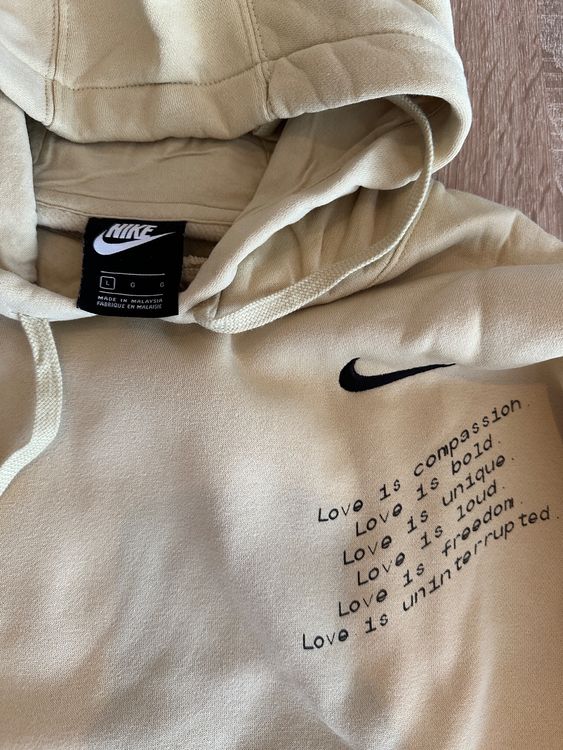 NIKE
L G G
MADE IN MALAYSIA
FABRIQUE EN MALAISIE
Love is compassion.
Love is bold.
Love is unique.
Love is loud.
Love is freedom.
Love is uninterrupted.